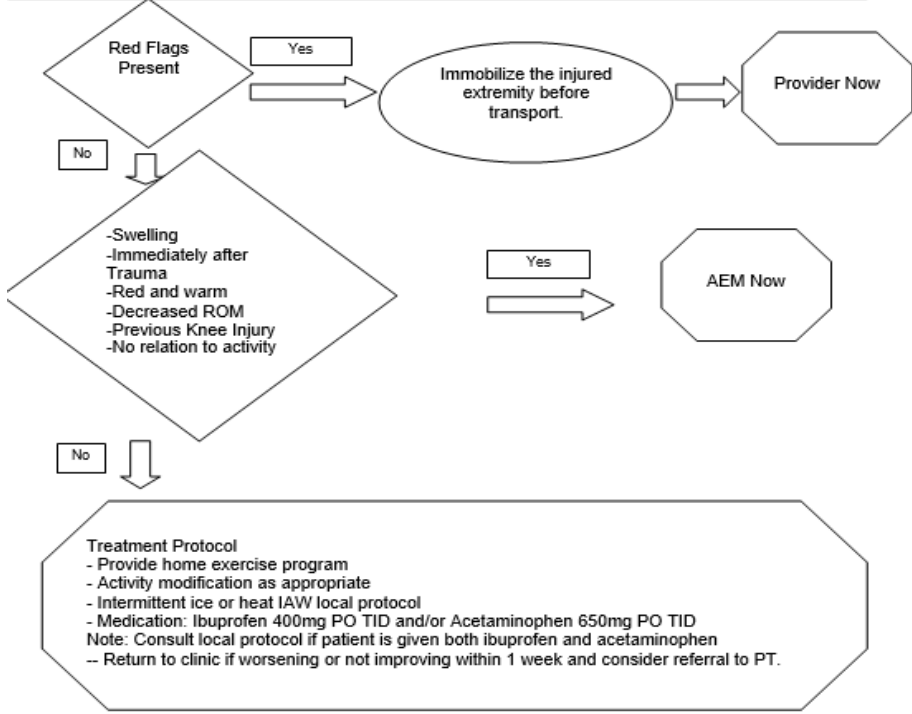 Red Flags
Present
Yes
Immobilize the injured
extremity before
transport.
Provider Now
No
-Swelling
-Immediately after
Trauma
-Red and warm
-Decreased ROM
-Previous Knee Injury
-No relation to activity
Yes
AEM Now
No
Treatment Protocol
- Provide home exercise program
- Activity modification as appropriate
- Intermittent ice or heat IAW local protocol
- Medication: Ibuprofen 400mg PO TID and/or Acetaminophen 650mg PO TID
Note: Consult local protocol if patient is given both ibuprofen and acetaminophen
-- Return to clinic if worsening or not improving within 1 week and consider referral to PT.